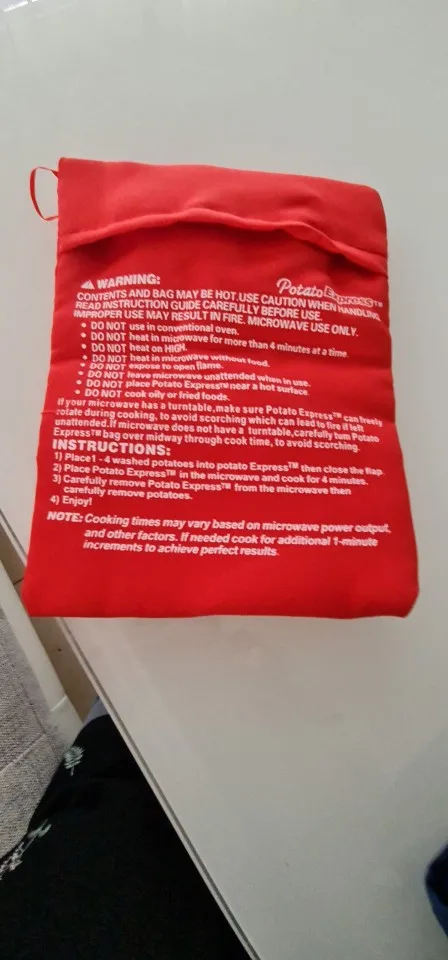 ⚠ WARNING:
Potato Express™
CONTENTS AND BAG MAY BE HOT.USE CAUTION WHEN HANDLING
READ INSTRUCTION GUIDE CAREFULLY BEFORE USE.
IMPROPER USE MAY RESULT IN FIRE. MICROWAVE USE ONLY.
• DO NOT use in conventional oven.
• DO NOT heat in microwave for more than 4 minutes at a time
• DO NOT heat on HIGH.
• DO NOT heat in microwave without food.
• DO NOT expose to open flame.
• DO NOT leave microwave unattended when in use.
• DO NOT place Potato Express™ near a hot surface
• DO NOT cook oily or fried foods.
If your microwave has a turntable,make sure Potato Express™ can freely
rotate during cooking, to avoid scorching which can lead to fire if left
unattended.If microwave does not have a turntable,carefully turn Potato
Express™ bag over midway through cook time, to avoid scorching.
INSTRUCTIONS:
1) Place1 - 4 washed potatoes into potato Express™ then close the flap.
2) Place Potato Express™ in the microwave and cook for 4 minutes.
3) Carefully remove Potato Express™ from the microwave then
carefully remove potatoes.
4) Enjoy!
NOTE: Cooking times may vary based on microwave power output,
and other factors. If needed cook for additional 1-minute
increments to achieve perfect results.